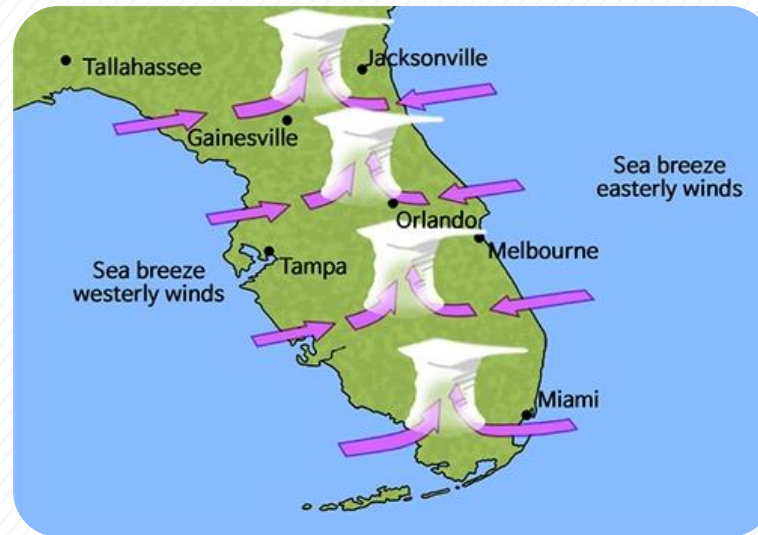 Tallahassee
Jacksonville
Gainesville
Sea breeze
easterly winds
Orlando
Melbourne
Sea breeze
westerly winds
Tampa
Miami